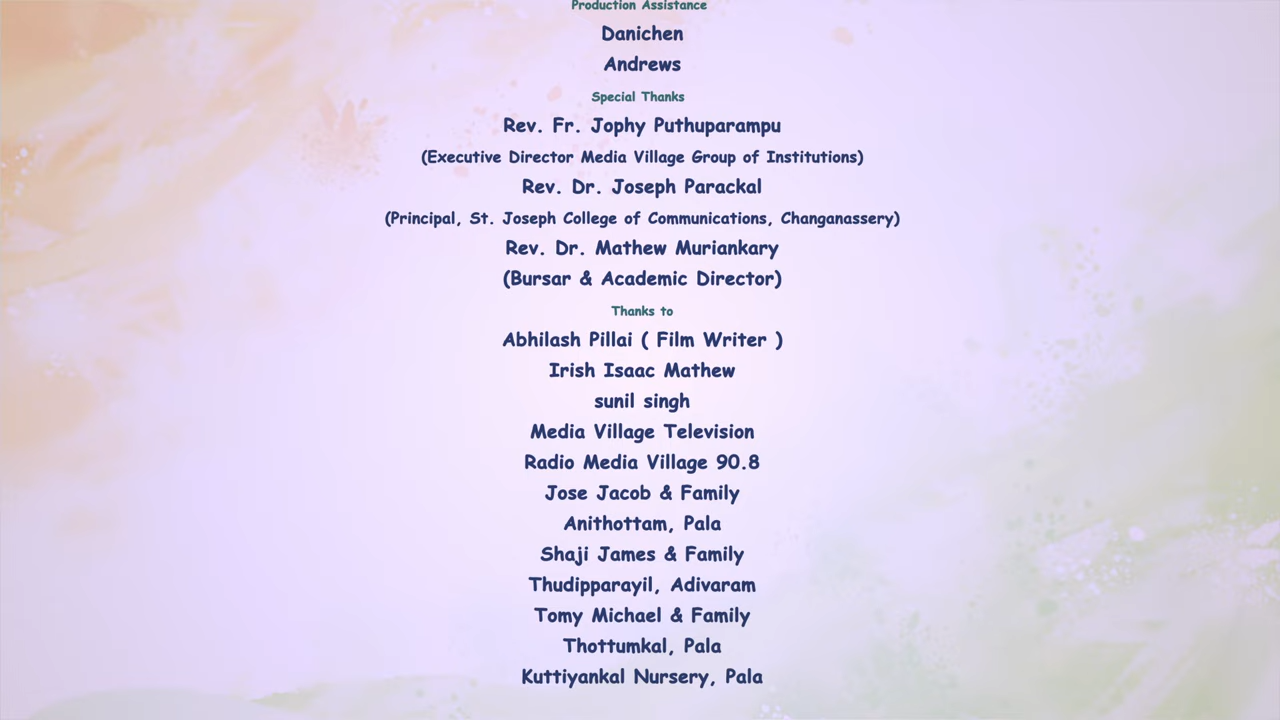 Production Assistance
Danichen
Andrews
Special Thanks
Rev. Fr. Jophy Puthuparampu
(Executive Director Media Village Group of Institutions)
Rev. Dr. Joseph Parackal
(Principal, St. Joseph College of Communications, Changanassery)
Rev. Dr. Mathew Muriankary
(Bursar & Academic Director)
Thanks to
Abhilash Pillai ( Film Writer )
Irish Isaac Mathew
sunil singh
Media Village Television
Radio Media Village 90.8
Jose Jacob & Family
Anithottam, Pala
Shaji James & Family
Thudipparayil, Adivaram
Tomy Michael & Family
Thottumkal, Pala
Kuttiyankal Nursery, Pala